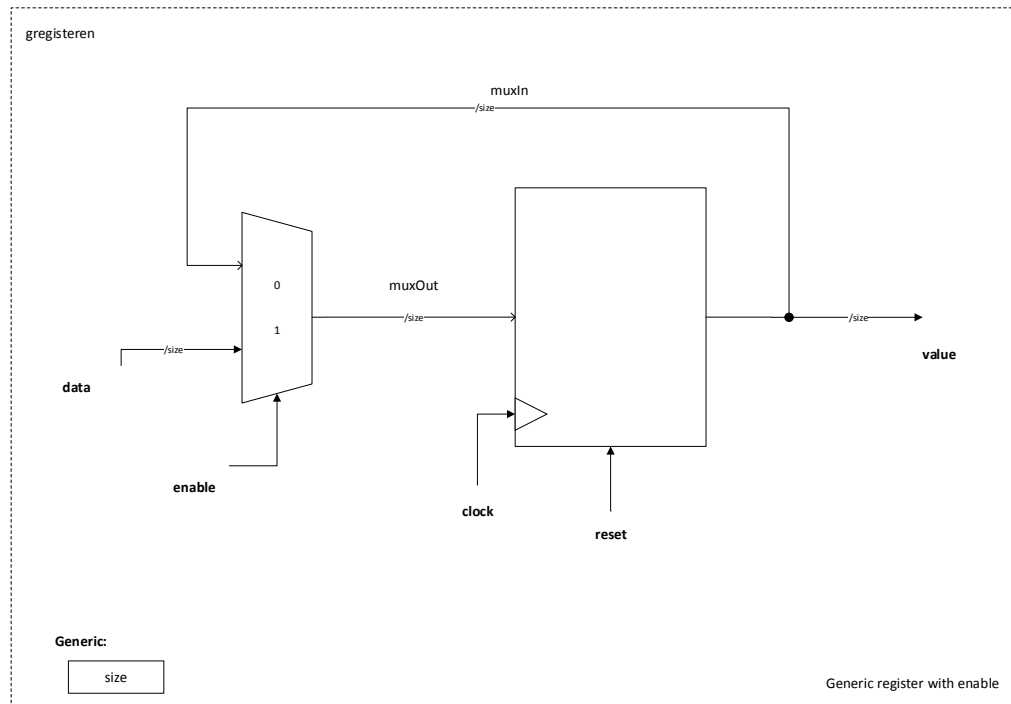 gregisteren
muxIn
/size
0
muxOut
1
/size
/size
/size
data
value
enable
clock
reset
Generic:
size
Generic register with enable